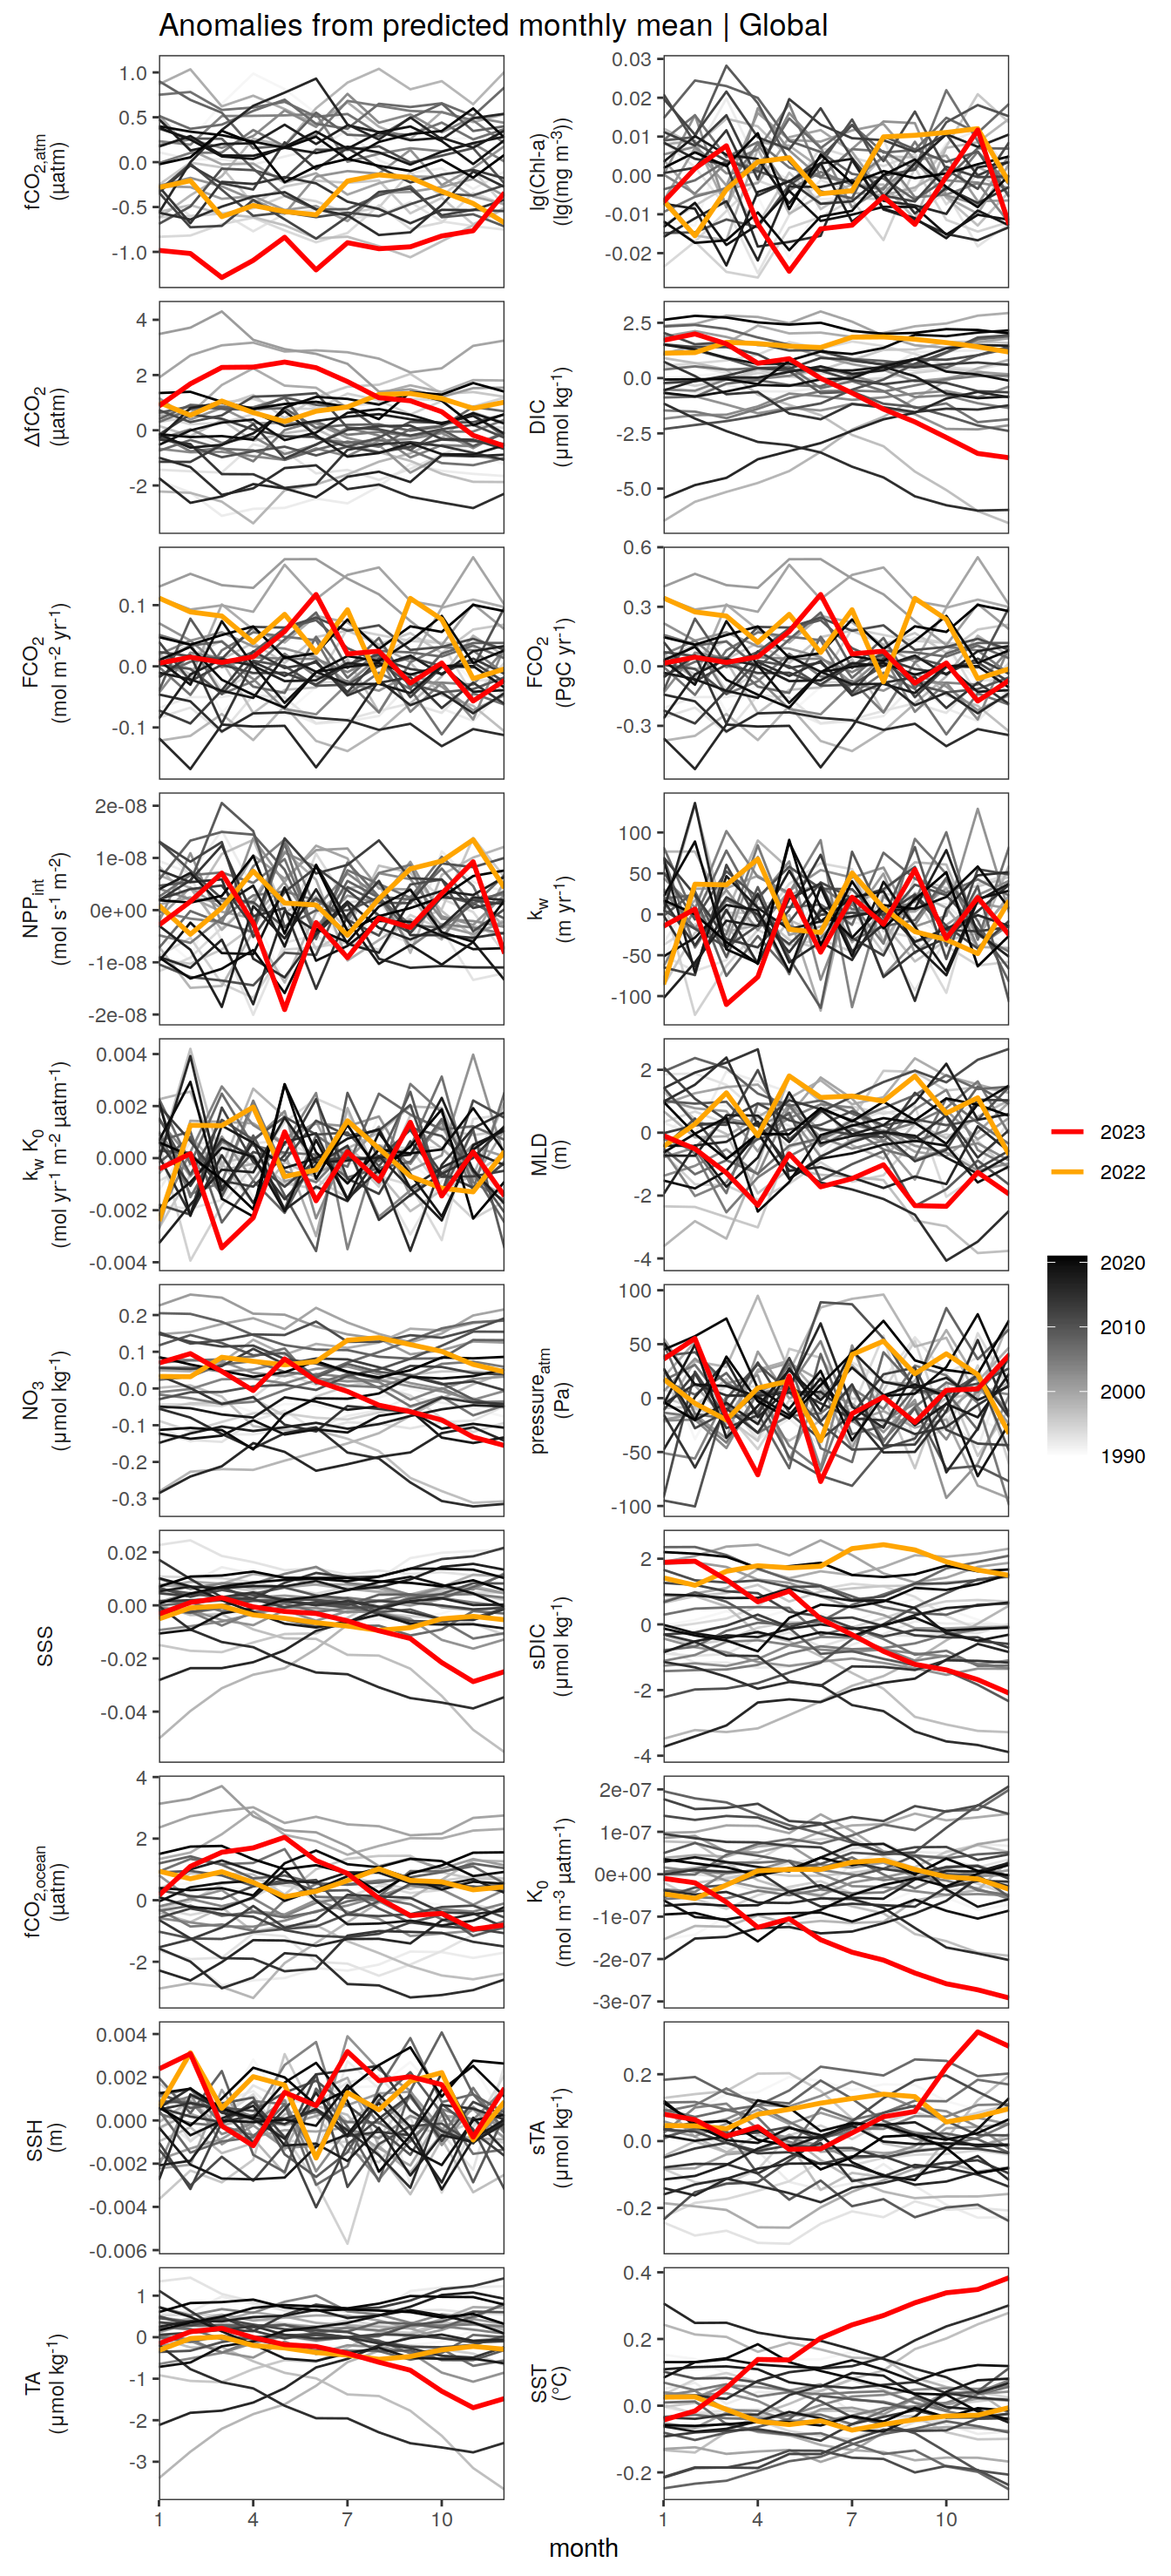 Anomalies from predicted monthly mean | Global
fCO2,atm
(µatm)
1.0
0.5
0.0
-0.5
-1.0
lg(Chl-a)
(lg(mg m-3))
0.03
0.02
0.01
0.00
-0.01
-0.02
ΔfCO2
(µatm)
4
2
0
-2
DIC
(µmol kg-1)
2.5
0.0
-2.5
-5.0
FCO2
(mol m-2 yr-1)
0.1
0.0
-0.1
FCO2
(PgC yr-1)
0.6
0.3
0.0
-0.3
NPPint
(mol s-1 m-2)
2e-08
1e-08
0e+00
-1e-08
-2e-08
kw
(m yr-1)
100
50
0
-50
-100
kw K0
(mol yr-1 m-2 µatm-1)
0.004
0.002
0.000
-0.002
-0.004
MLD
(m)
2
0
-2
-4
2023
2022
2020
2010
2000
1990
NO3
(µmol kg-1)
0.2
0.1
0.0
-0.1
-0.2
-0.3
pressureatm
(Pa)
100
50
0
-50
-100
SSS
0.02
0.00
-0.02
-0.04
sDIC
(µmol kg-1)
2
0
-2
-4
fCO2,ocean
(µatm)
4
2
0
-2
K0
(mol m-3 µatm-1)
2e-07
1e-07
0e+00
-1e-07
-2e-07
-3e-07
SSH
(m)
0.004
0.002
0.000
-0.002
-0.004
-0.006
sTA
(µmol kg-1)
0.2
0.0
-0.2
TA
(µmol kg-1)
1
0
-1
-2
-3
SST
(°C)
0.4
0.2
0.0
-0.2
1 4 7 10
1 4 7 10
month